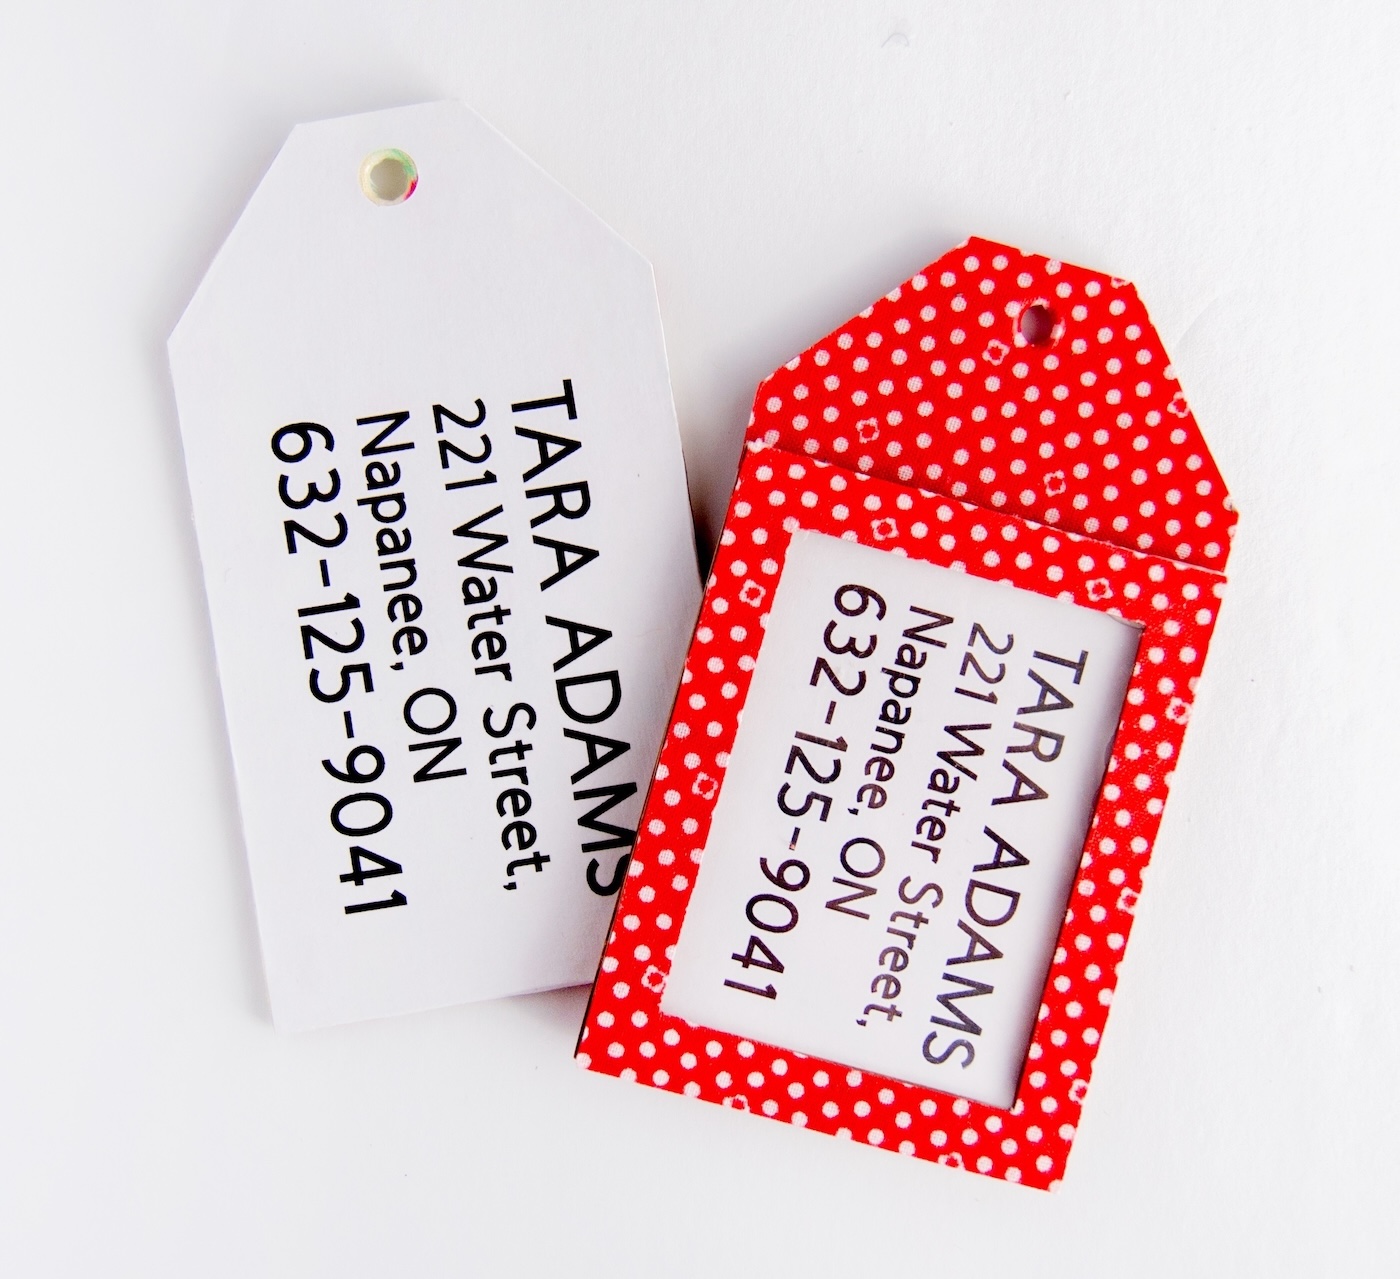 TARA ADAMS
221 Water Street,
Napanee, ON
632-125-9041
TARA ADAMS
221 Water Street,
Napanee, ON
632-125-9041